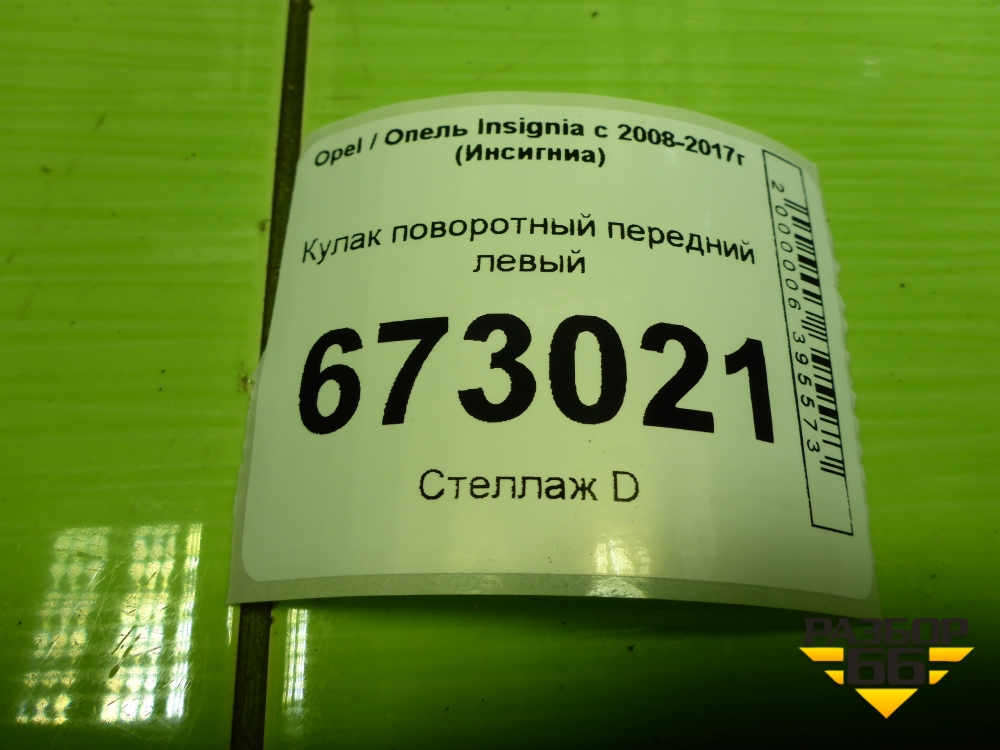 Opel / Опель Insignia с 2008-2017г
(Инсигниа)
Кулак поворотный передний
левый
673021
Стеллаж D
2000006395573
РАЗБОР
66